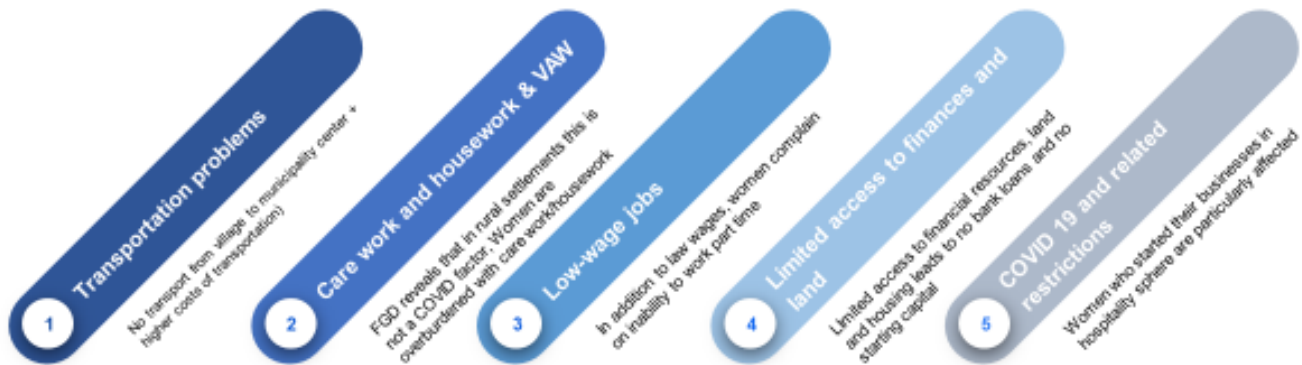 1
Transportation problems
No transport from village to municipality center +
higher costs of transportation)
2
Care work and housework & VAW
FGD reveals that in rural settlements this is
not a COVID factor, Women are
overburdened with care work/housework
3
Low-wage jobs
In addition to law wages, women complain
on inability to work part time
4
Limited access to finances and
land
Limited access to financial resources, land
and housing leads to no bank loans and no
starting capital
5
COVID 19 and related
restrictions
Women who started their businesses in
hospitality sphere are particularly affected